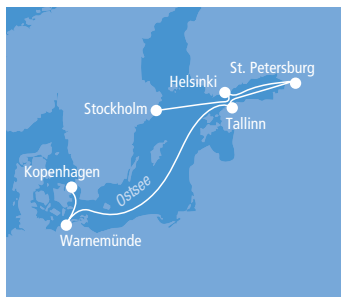 St. Petersburg
Helsinki
Stockholm
Tallinn
Kopenhagen
Ostsee
Warnemünde